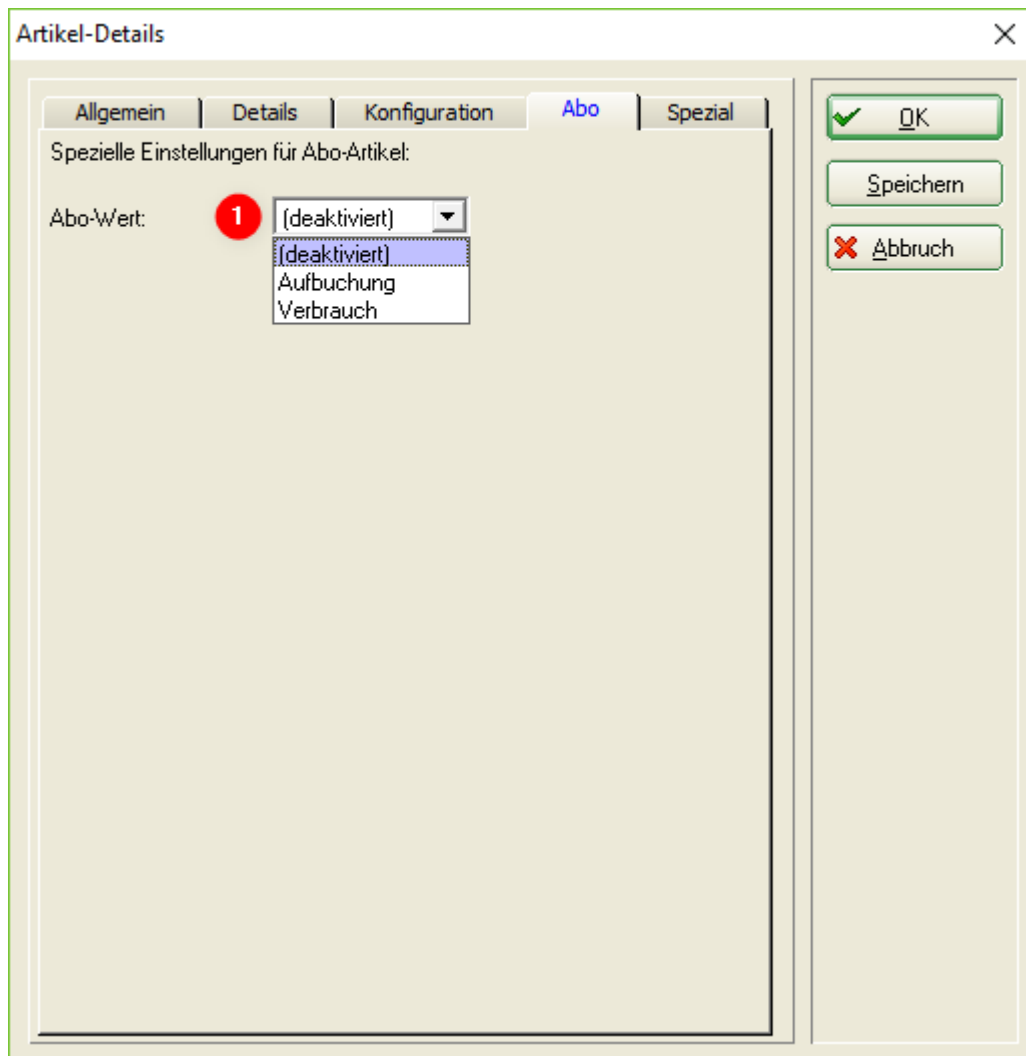 Artikel-Details
Allgemein Details Konfiguration Abo Spezial
Spezielle Einstellungen für Abo-Artikel:
Abo-Wert: 1 (deaktiviert)
(deaktiviert)
Aufbuchung
Verbrauch
OK
Speichern
Abbruch